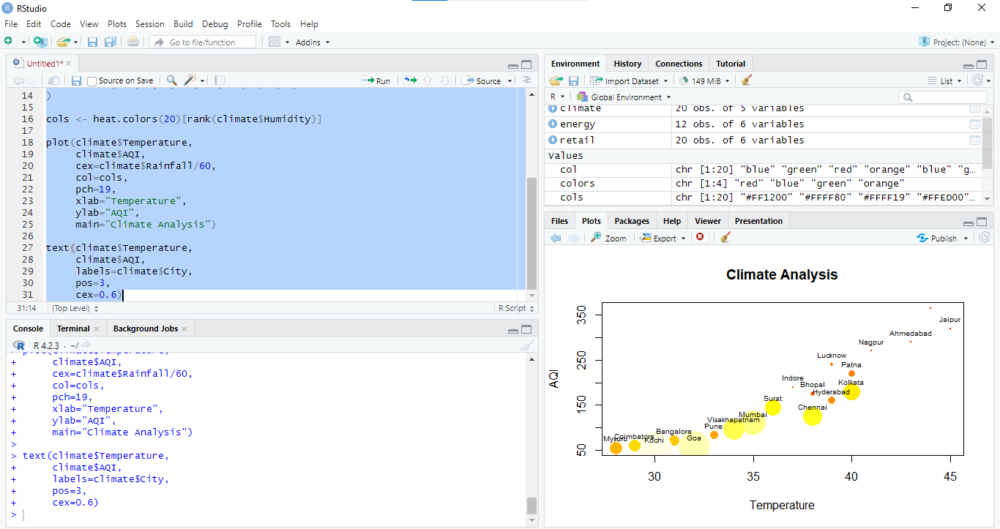 RStudio
File Edit Code View Plots Session Build Debug Profile Tools Help
Go to file/function
Addins
Project: (None)
Untitled1*
Source on Save
Run
Source
14 )
15
16 cols <- heat.colors(20)[rank(climate$Humidity)]
17
18 plot(climate$Temperature,
19 climate$AQI,
20 cex=climate$Rainfall/60,
21 col=cols,
22 pch=19,
23 xlab="Temperature",
24 ylab="AQI",
25 main="Climate Analysis")
26
27 text(climate$Temperature,
28 climate$AQI,
29 labels=climate$City,
30 pos=3,
31 cex=0.6)
31:14 (Top Level) R Script
Console Terminal Background Jobs
R 4.2.3 · ~/
> plot(climate$Temperature,
+ climate$AQI,
+ cex=climate$Rainfall/60,
+ col=cols,
+ pch=19,
+ xlab="Temperature",
+ ylab="AQI",
+ main="Climate Analysis")
>
> text(climate$Temperature,
+ climate$AQI,
+ labels=climate$City,
+ pos=3,
+ cex=0.6)
>
Environment History Connections Tutorial
Import Dataset 149 MiB List
R Global Environment
climate 20 obs. of 5 variables
energy 12 obs. of 6 variables
retail 20 obs. of 6 variables
Values
col chr [1:20] "blue" "green" "red" "orange" "blue" "g…
colors chr [1:4] "red" "blue" "green" "orange"
cols chr [1:20] "#FF1200" "#FFFF80" "#FFFF19" "#FFED00"…
Files Plots Packages Help Viewer Presentation
Zoom Export Publish
Climate Analysis
350
250
150
50
AQI
Jaipur
Ahmedabad
Nagpur
Lucknow
Patna
Indore
Kolkata
Bhopal
Hyderabad
Surat
Chennai
Mumbai
Visakhapatnam
Pune
Bangalore
Goa
Kochi
Coimbatore
Mysuru
30 35 40 45
Temperature